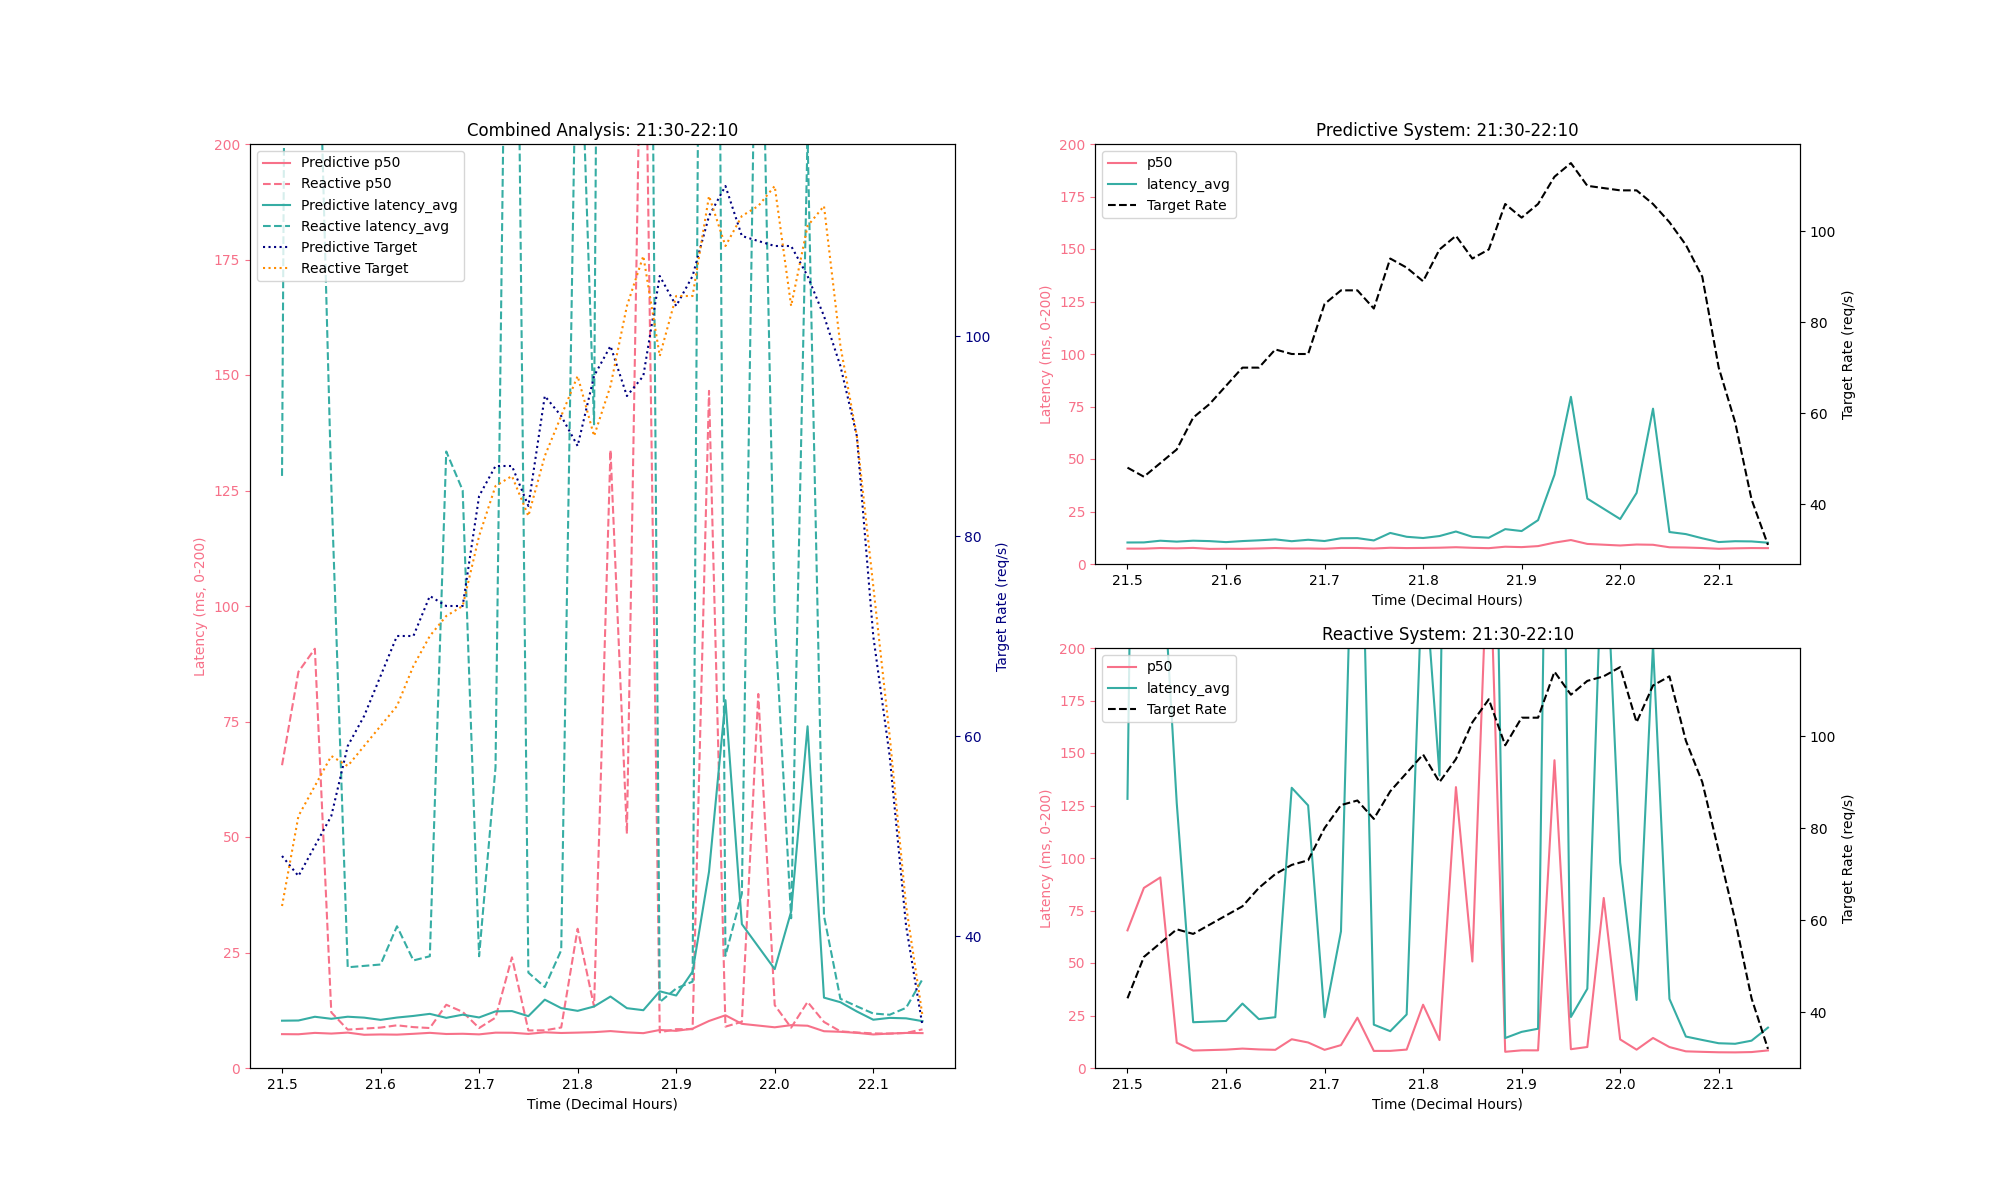 Combined Analysis: 21:30-22:10
200
175
150
125
100
75
50
25
0
Latency (ms, 0-200)
Predictive p50
Reactive p50
Predictive latency_avg
Reactive latency_avg
Predictive Target
Reactive Target
100
80
60
40
Target Rate (req/s)
21.5 21.6 21.7 21.8 21.9 22.0 22.1
Time (Decimal Hours)
Predictive System: 21:30-22:10
200
175
150
125
100
75
50
25
0
Latency (ms, 0-200)
p50
latency_avg
Target Rate
100
80
60
40
Target Rate (req/s)
21.5 21.6 21.7 21.8 21.9 22.0 22.1
Time (Decimal Hours)
Reactive System: 21:30-22:10
200
175
150
125
100
75
50
25
0
Latency (ms, 0-200)
p50
latency_avg
Target Rate
100
80
60
40
Target Rate (req/s)
21.5 21.6 21.7 21.8 21.9 22.0 22.1
Time (Decimal Hours)